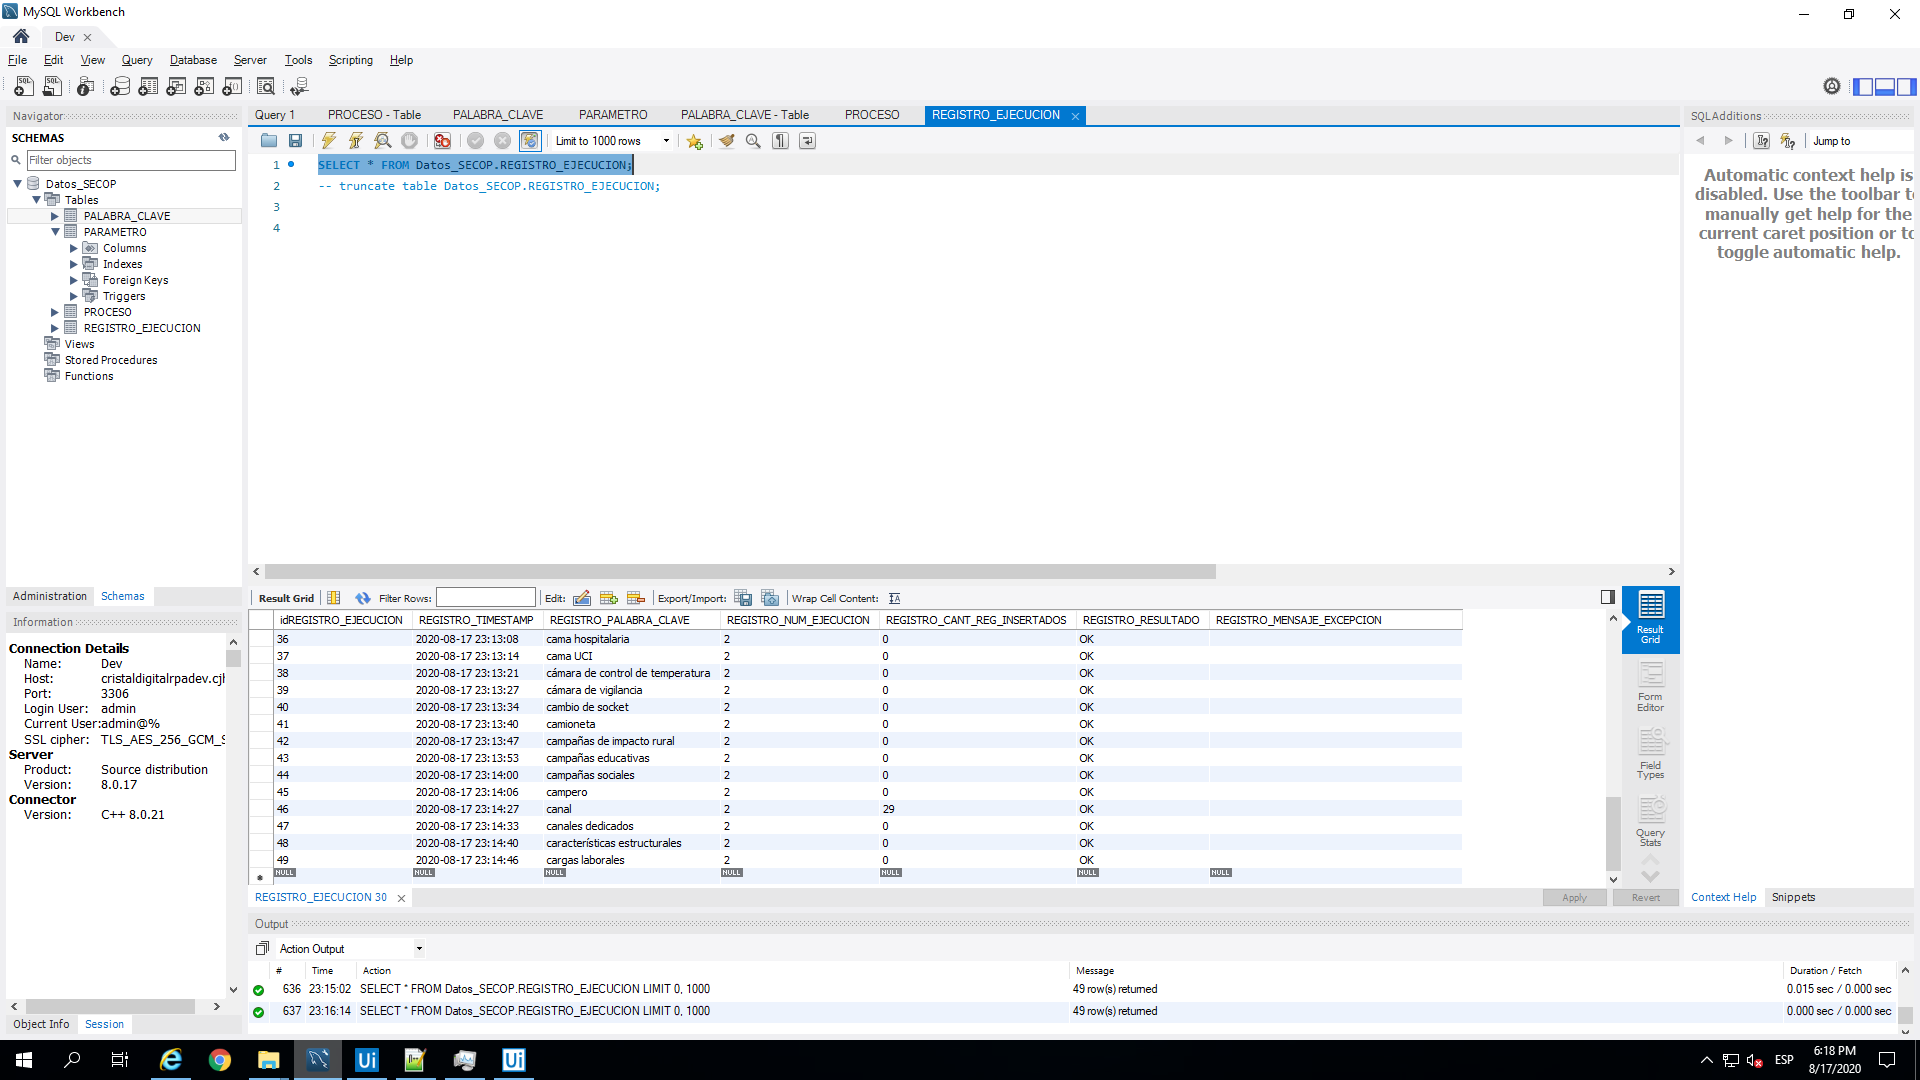 MySQL Workbench
Dev
File Edit View Query Database Server Tools Scripting Help
Navigator
SCHEMAS
Filter objects
Datos_SECOP
Tables
PALABRA_CLAVE
PARAMETRO
Columns
Indexes
Foreign Keys
Triggers
PROCESO
REGISTRO_EJECUCION
Views
Stored Procedures
Functions
Administration Schemas
Information
Connection Details
Name: Dev
Host: cristaldigitalrpadev.cjh
Port: 3306
Login User: admin
Current User: admin@%
SSL cipher: TLS_AES_256_GCM_S
Server
Product: Source distribution
Version: 8.0.17
Connector
Version: C++ 8.0.21
Object Info Session
Query 1 PROCESO - Table PALABRA_CLAVE PARAMETRO PALABRA_CLAVE - Table PROCESO REGISTRO_EJECUCION
Limit to 1000 rows
1 SELECT * FROM Datos_SECOP.REGISTRO_EJECUCION;
2 -- truncate table Datos_SECOP.REGISTRO_EJECUCION;
3
4
Result Grid Filter Rows: Edit: Export/Import: Wrap Cell Content:
idREGISTRO_EJECUCION REGISTRO_TIMESTAMP REGISTRO_PALABRA_CLAVE REGISTRO_NUM_EJECUCION REGISTRO_CANT_REG_INSERTADOS REGISTRO_RESULTADO REGISTRO_MENSAJE_EXCEPCION
36 2020-08-17 23:13:08 cama hospitalaria 2 0 OK
37 2020-08-17 23:13:14 cama UCI 2 0 OK
38 2020-08-17 23:13:21 cámara de control de temperatura 2 0 OK
39 2020-08-17 23:13:27 cámara de vigilancia 2 0 OK
40 2020-08-17 23:13:34 cambio de socket 2 0 OK
41 2020-08-17 23:13:40 camioneta 2 0 OK
42 2020-08-17 23:13:47 campañas de impacto rural 2 0 OK
43 2020-08-17 23:13:53 campañas educativas 2 0 OK
44 2020-08-17 23:14:00 campañas sociales 2 0 OK
45 2020-08-17 23:14:06 campero 2 0 OK
46 2020-08-17 23:14:27 canal 2 29 OK
47 2020-08-17 23:14:33 canales dedicados 2 0 OK
48 2020-08-17 23:14:40 características estructurales 2 0 OK
49 2020-08-17 23:14:46 cargas laborales 2 0 OK
NULL NULL NULL NULL NULL NULL NULL
Result Grid
Form Editor
Field Types
Query Stats
REGISTRO_EJECUCION 30
Apply Revert
Output
Action Output
# Time Action Message Duration / Fetch
636 23:15:02 SELECT * FROM Datos_SECOP.REGISTRO_EJECUCION LIMIT 0, 1000 49 row(s) returned 0.015 sec / 0.000 sec
637 23:16:14 SELECT * FROM Datos_SECOP.REGISTRO_EJECUCION LIMIT 0, 1000 49 row(s) returned 0.000 sec / 0.000 sec
SQLAdditions
Jump to
Automatic context help is
disabled. Use the toolbar to
manually get help for the
current caret position or to
toggle automatic help.
Context Help Snippets
Ui
Ui
ESP
6:18 PM
8/17/2020